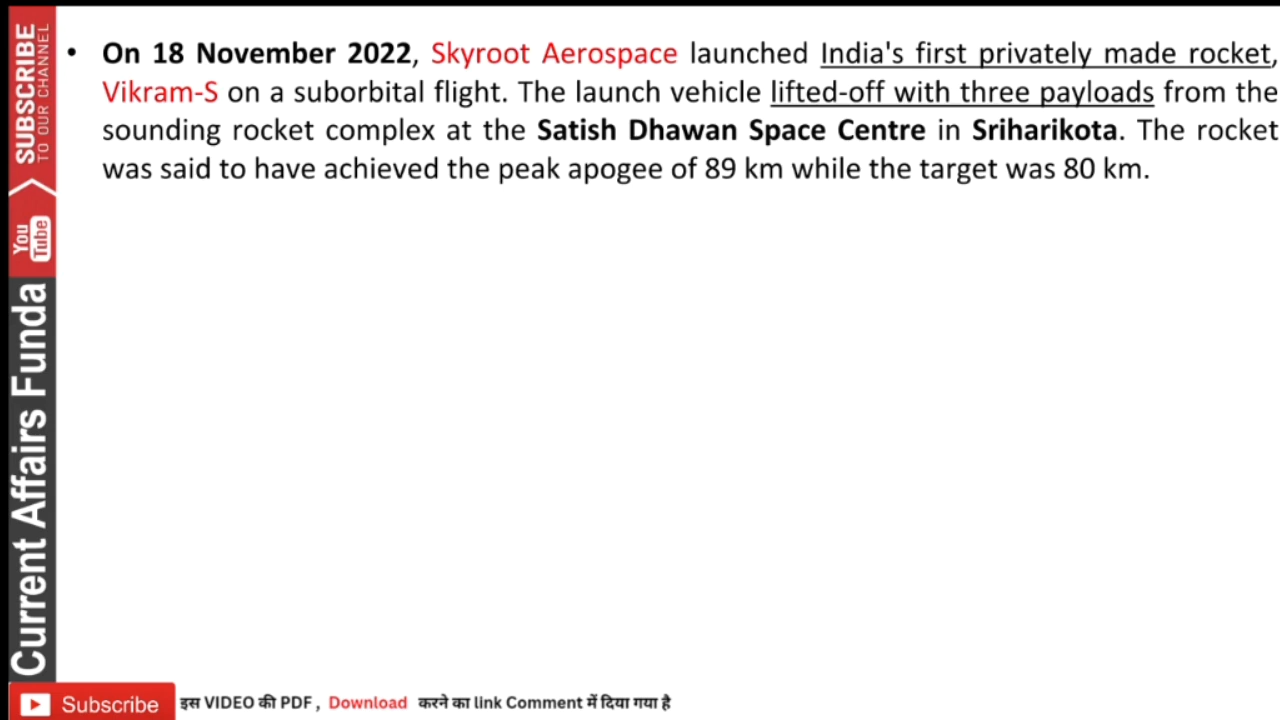 • On 18 November 2022, Skyroot Aerospace launched India's first privately made rocket,
Vikram-S on a suborbital flight. The launch vehicle lifted-off with three payloads from the
sounding rocket complex at the Satish Dhawan Space Centre in Sriharikota. The rocket
was said to have achieved the peak apogee of 89 km while the target was 80 km.
SUBSCRIBE
TO OUR CHANNEL
You
Tube
Current Affairs Funda
Subscribe
इस VIDEO की PDF , Download करने का link Comment में दिया गया है